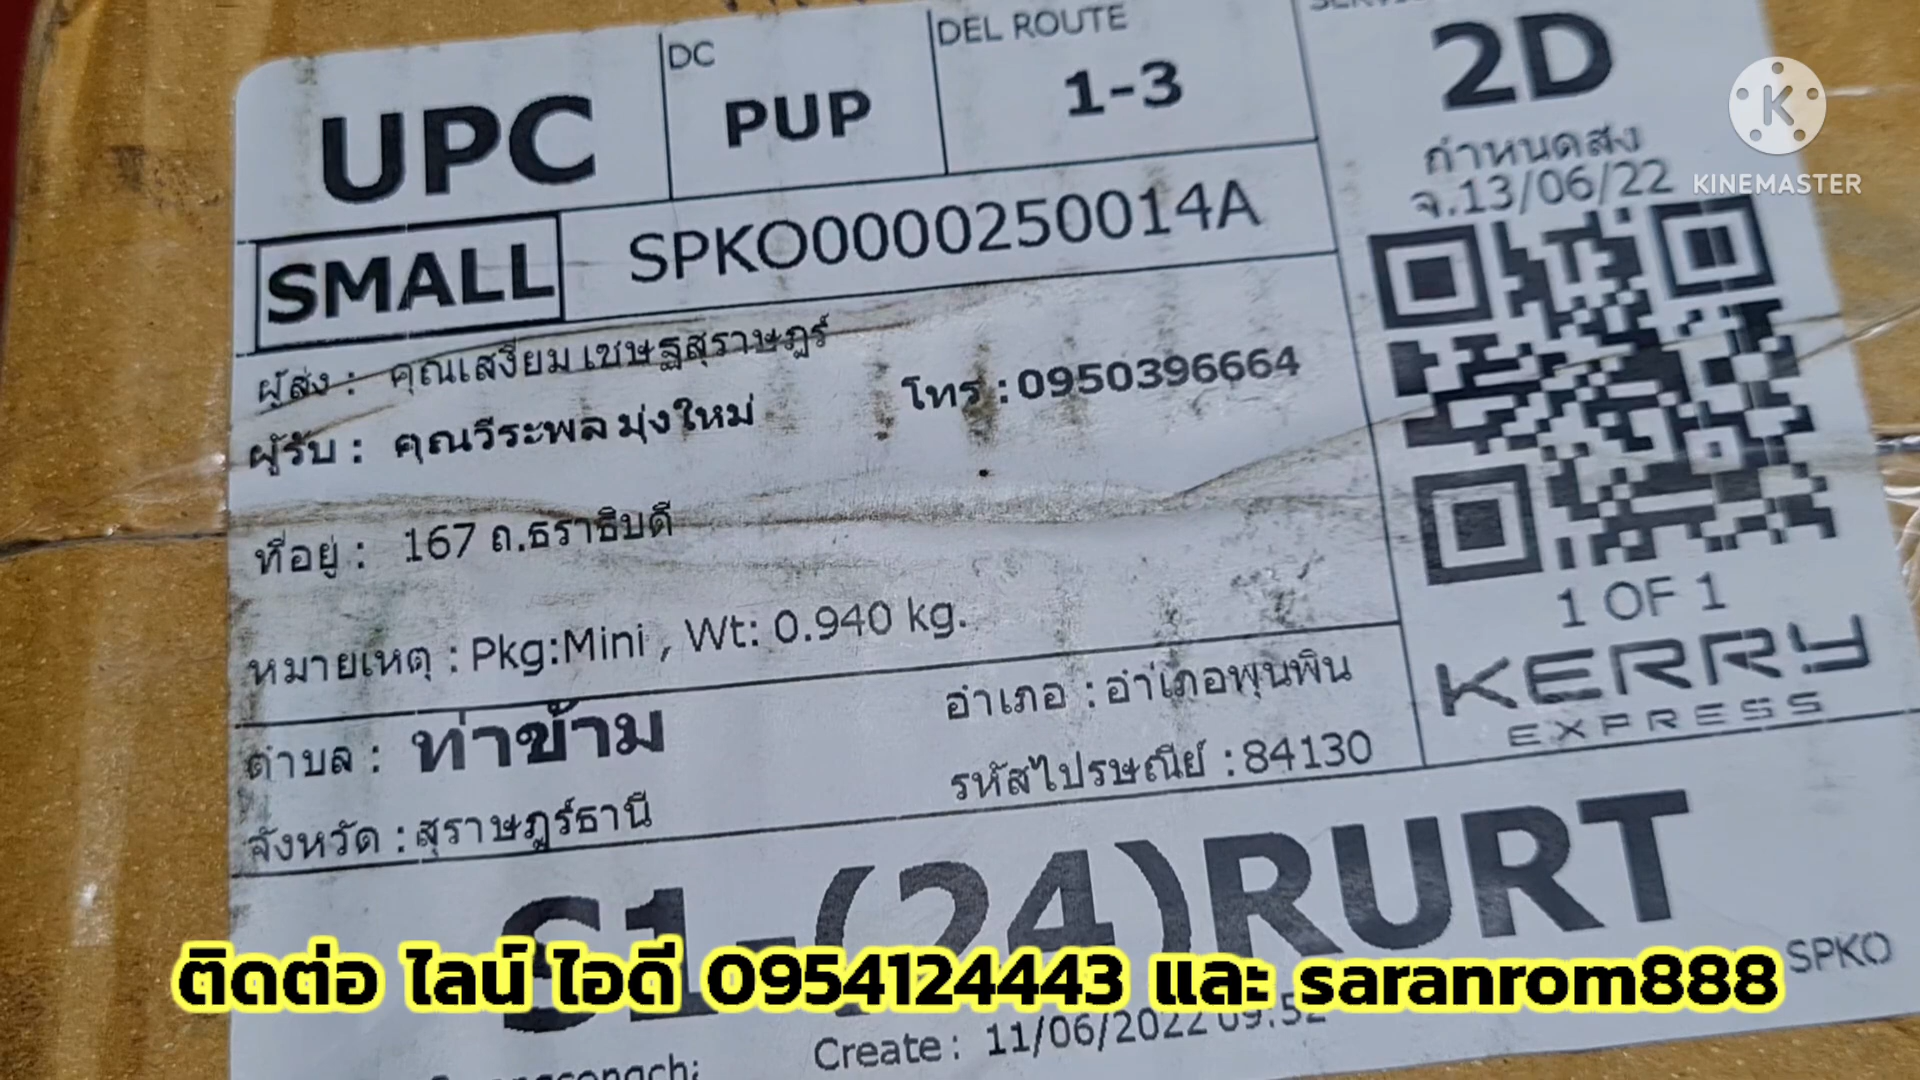 UPC
DC
PUP
DEL ROUTE
1-3
2D
กำหนดส่ง
จ.13/06/22
KINEMASTER
SMALL
SPKO0000250014A
ผู้ส่ง : คุณเสงี่ยม เชษฐสุราษฎร์
ผู้รับ : คุณวีระพล มุ่งใหม่
โทร : 0950396664
ที่อยู่ : 167 ถ.ธราธิบดี
หมายเหตุ : Pkg:Mini , Wt: 0.940 kg.
1 OF 1
KERRY
EXPRESS
ตำบล : ท่าข้าม
อำเภอ : อำเภอพุนพิน
จังหวัด : สุราษฎร์ธานี
รหัสไปรษณีย์ : 84130
S1-(24)RURT
SPKO
ติดต่อ ไลน์ ไอดี 0954124443 และ saranrom888
Create : 11/06/2022 09:52